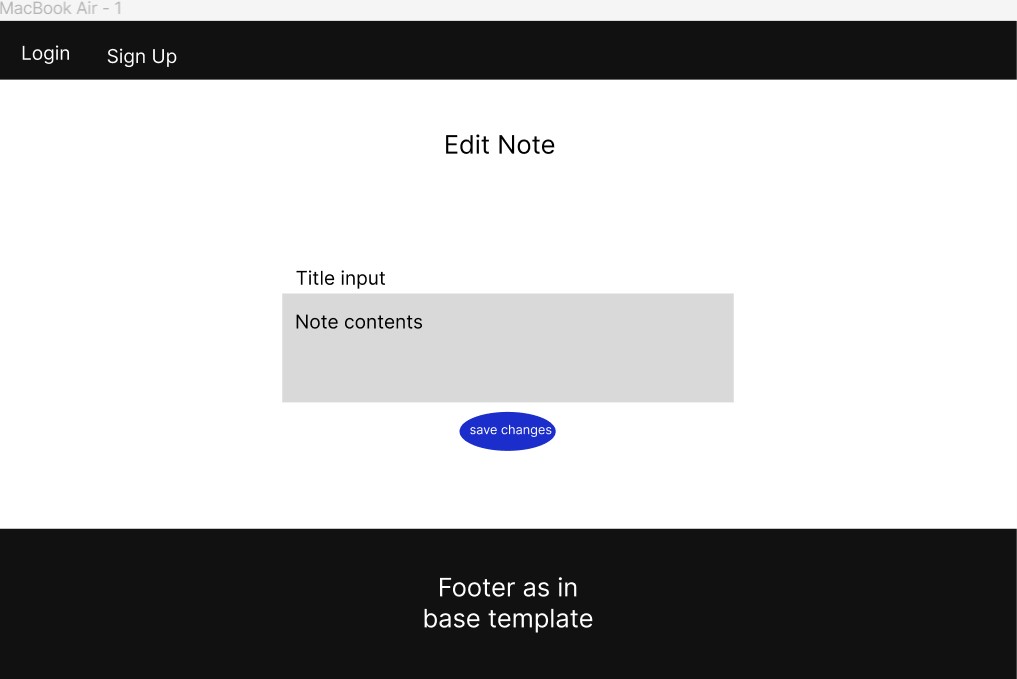 MacBook Air - 1
Login
Sign Up
Edit Note
Title input
Note contents
save changes
Footer as in
base template